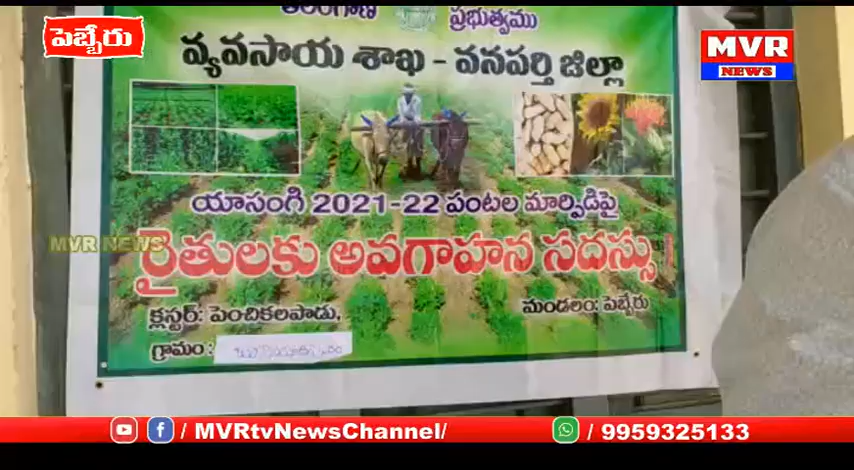 పెబ్బేరు
తెలంగాణ ప్రభుత్వము
MVR
NEWS
వ్యవసాయ శాఖ - వనపర్తి జిల్లా
యాసంగి 2021-22 పంటల మార్పిడిపై
MVR NEWS
రైతులకు అవగాహన సదస్సు
క్లస్టర్: పెంచికలపాడు, మండలం: పెబ్బేరు
గ్రామం :
/ MVRtvNewsChannel/ / 9959325133